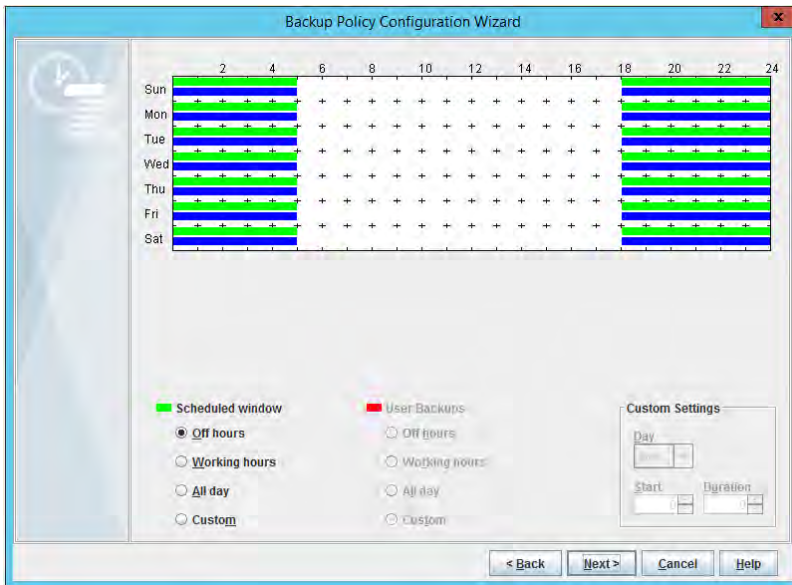 Backup Policy Configuration Wizard
x
2 4 6 8 10 12 14 16 18 20 22 24
Sun
Mon
Tue
Wed
Thu
Fri
Sat
Scheduled window
Off hours
Working hours
All day
Custom
User Backups
Off hours
Working hours
All day
Custom
Custom Settings
Day
Start Duration
< Back Next > Cancel Help